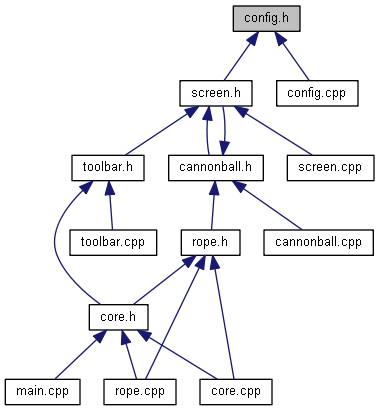 config.h
screen.h
config.cpp
toolbar.h
cannonball.h
screen.cpp
toolbar.cpp
rope.h
cannonball.cpp
core.h
main.cpp
rope.cpp
core.cpp